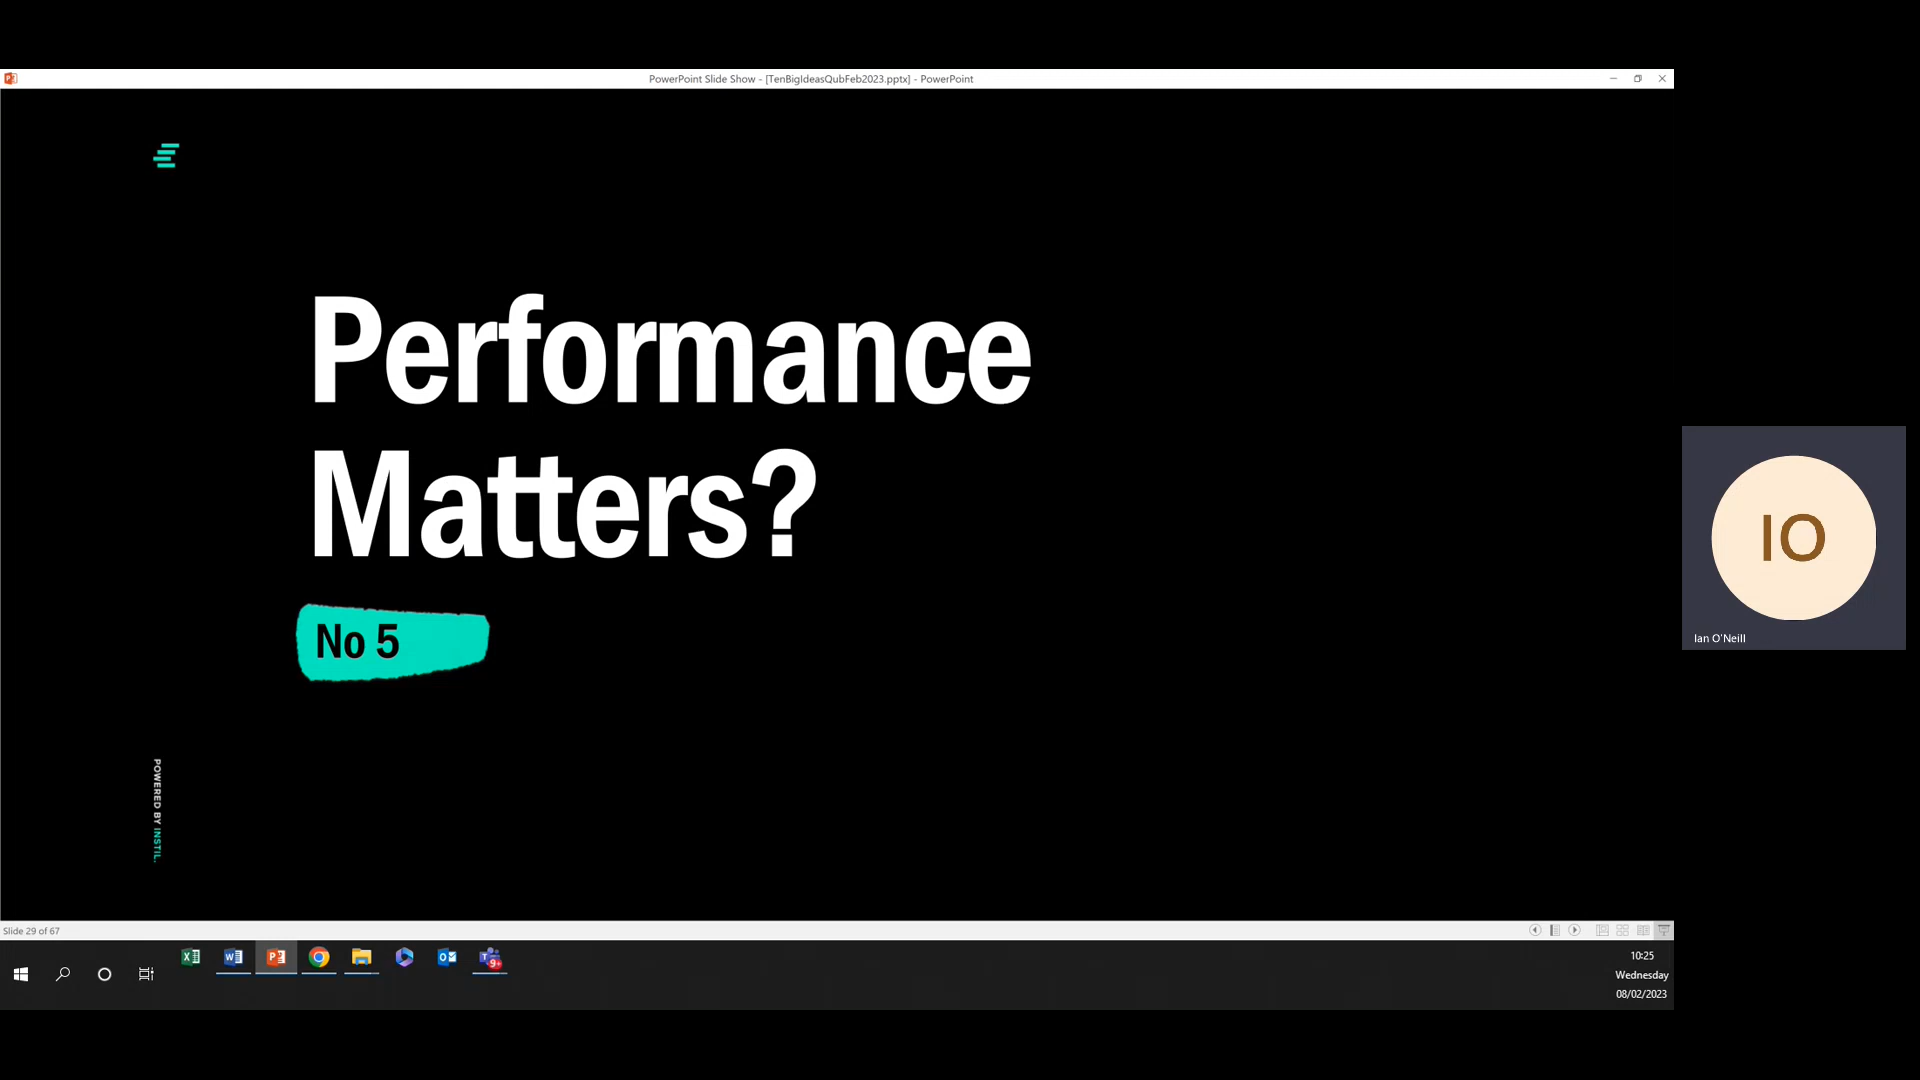 PowerPoint Slide Show - [TenBigIdeasQubFeb2023.pptx] - PowerPoint
Performance
Matters?
No 5
POWERED BY INSTIL.
IO
Ian O'Neill
Slide 29 of 67
9+
10:25
Wednesday
08/02/2023